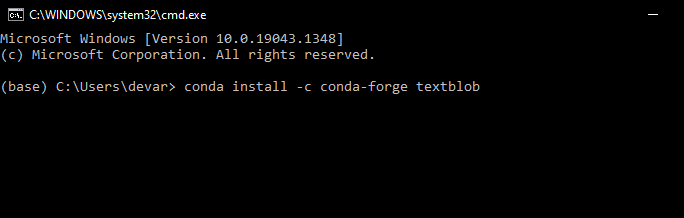 C:\WINDOWS\system32\cmd.exe
Microsoft Windows [Version 10.0.19043.1348]
(c) Microsoft Corporation. All rights reserved.
(base) C:\Users\devar> conda install -c conda-forge textblob